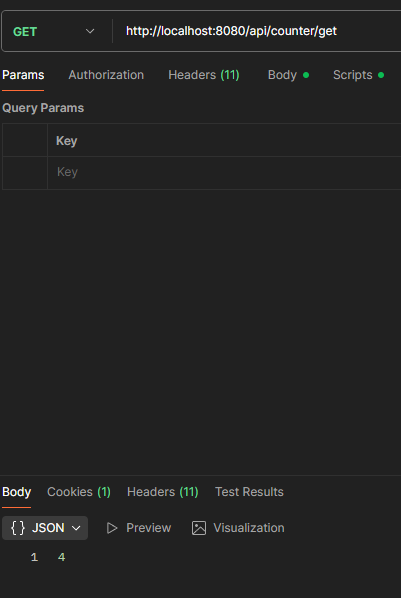 GET http://localhost:8080/api/counter/get
Params Authorization Headers (11) Body Scripts
Query Params
Key
Key
Body Cookies (1) Headers (11) Test Results
{} JSON Preview Visualization
1 4